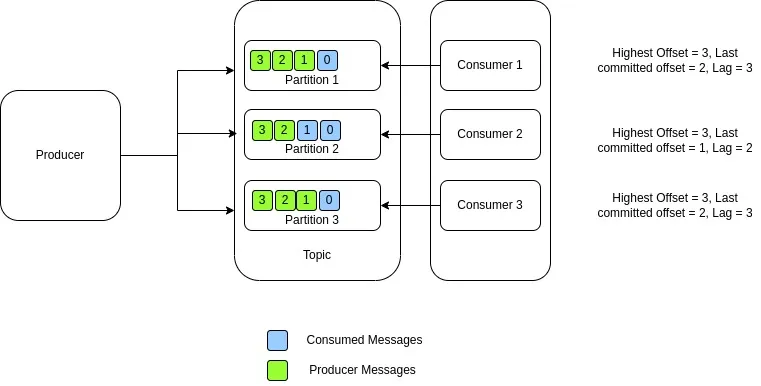 3 2 1 0
Partition 1
Consumer 1
Highest Offset = 3, Last
committed offset = 2, Lag = 3
Producer
3 2 1 0
Partition 2
Consumer 2
Highest Offset = 3, Last
committed offset = 1, Lag = 2
3 2 1 0
Partition 3
Consumer 3
Highest Offset = 3, Last
committed offset = 2, Lag = 3
Topic
Consumed Messages
Producer Messages